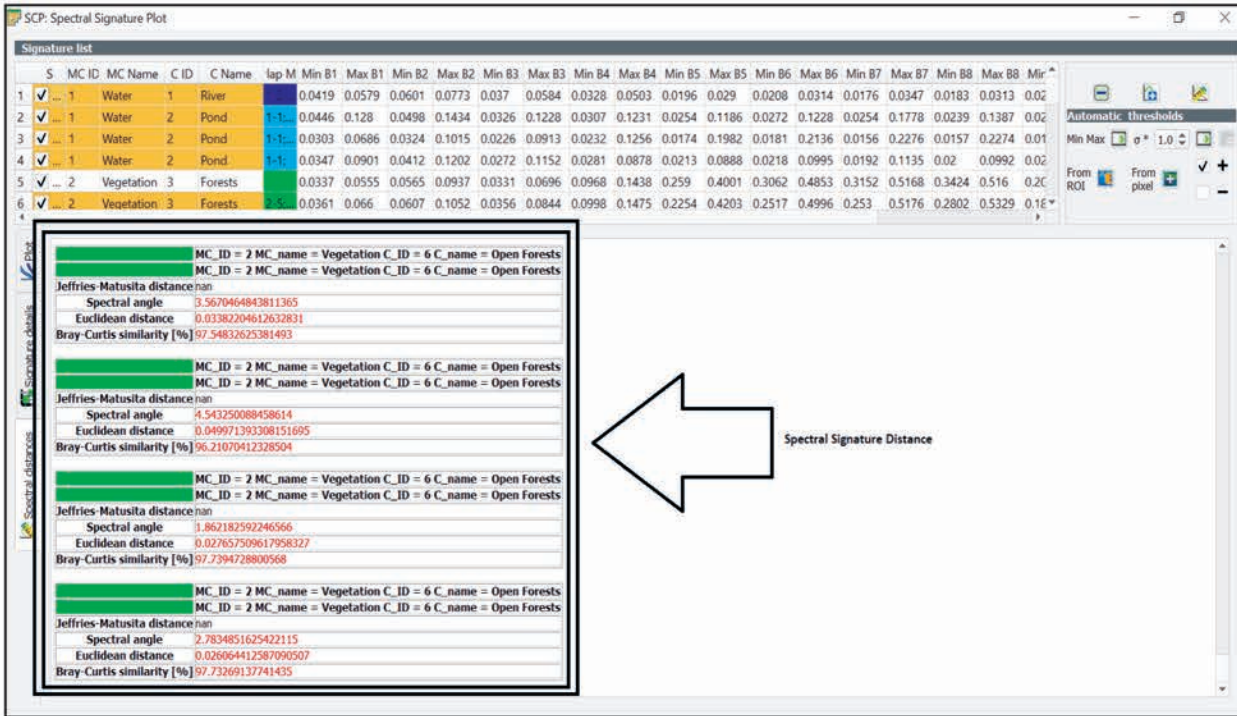 SCP: Spectral Signature Plot
Signature list
S MC ID MC Name C ID C Name lap M Min B1 Max B1 Min B2 Max B2 Min B3 Max B3 Min B4 Max B4 Min B5 Max B5 Min B6 Max B6 Min B7 Max B7 Min B8 Max B8 Mir
1 ✓ ... 1 Water 1 River 0.0419 0.0579 0.0601 0.0773 0.037 0.0584 0.0328 0.0503 0.0196 0.029 0.0208 0.0314 0.0176 0.0347 0.0183 0.0313 0.02
2 ✓ ... 1 Water 2 Pond 1-1;... 0.0446 0.128 0.0498 0.1434 0.0326 0.1228 0.0307 0.1231 0.0254 0.1186 0.0272 0.1228 0.0254 0.1778 0.0239 0.1387 0.02
3 ✓ ... 1 Water 2 Pond 1-1;... 0.0303 0.0686 0.0324 0.1015 0.0226 0.0913 0.0232 0.1256 0.0174 0.1982 0.0181 0.2136 0.0156 0.2276 0.0157 0.2274 0.01
4 ✓ ... 1 Water 2 Pond 1-1; 0.0347 0.0901 0.0412 0.1202 0.0272 0.1152 0.0281 0.0878 0.0213 0.0888 0.0218 0.0995 0.0192 0.1135 0.02 0.0992 0.02
5 ✓ ... 2 Vegetation 3 Forests 0.0337 0.0555 0.0565 0.0937 0.0331 0.0696 0.0968 0.1438 0.259 0.4001 0.3062 0.4853 0.3152 0.5168 0.3424 0.516 0.20
6 ✓ ... 2 Vegetation 3 Forests 2-5;... 0.0361 0.066 0.0607 0.1052 0.0356 0.0844 0.0998 0.1475 0.2254 0.4203 0.2517 0.4996 0.253 0.5176 0.2802 0.5329 0.18
Automatic thresholds
Min Max σ * 1.0
From ROI From pixel
Plot
Signature details
Spectral distances
MC_ID = 2 MC_name = Vegetation C_ID = 6 C_name = Open Forests
MC_ID = 2 MC_name = Vegetation C_ID = 6 C_name = Open Forests
Jeffries-Matusita distance nan
Spectral angle 3.5670464843811365
Euclidean distance 0.03382204612632831
Bray-Curtis similarity [%] 97.54832625381493
MC_ID = 2 MC_name = Vegetation C_ID = 6 C_name = Open Forests
MC_ID = 2 MC_name = Vegetation C_ID = 6 C_name = Open Forests
Jeffries-Matusita distance nan
Spectral angle 4.543250088458614
Euclidean distance 0.049971393308151695
Bray-Curtis similarity [%] 96.21070412328504
MC_ID = 2 MC_name = Vegetation C_ID = 6 C_name = Open Forests
MC_ID = 2 MC_name = Vegetation C_ID = 6 C_name = Open Forests
Jeffries-Matusita distance nan
Spectral angle 1.862182592246566
Euclidean distance 0.027657509617958327
Bray-Curtis similarity [%] 97.7394728800568
MC_ID = 2 MC_name = Vegetation C_ID = 6 C_name = Open Forests
MC_ID = 2 MC_name = Vegetation C_ID = 6 C_name = Open Forests
Jeffries-Matusita distance nan
Spectral angle 2.7834851625422115
Euclidean distance 0.026064412587090507
Bray-Curtis similarity [%] 97.73269137741435
Spectral Signature Distance